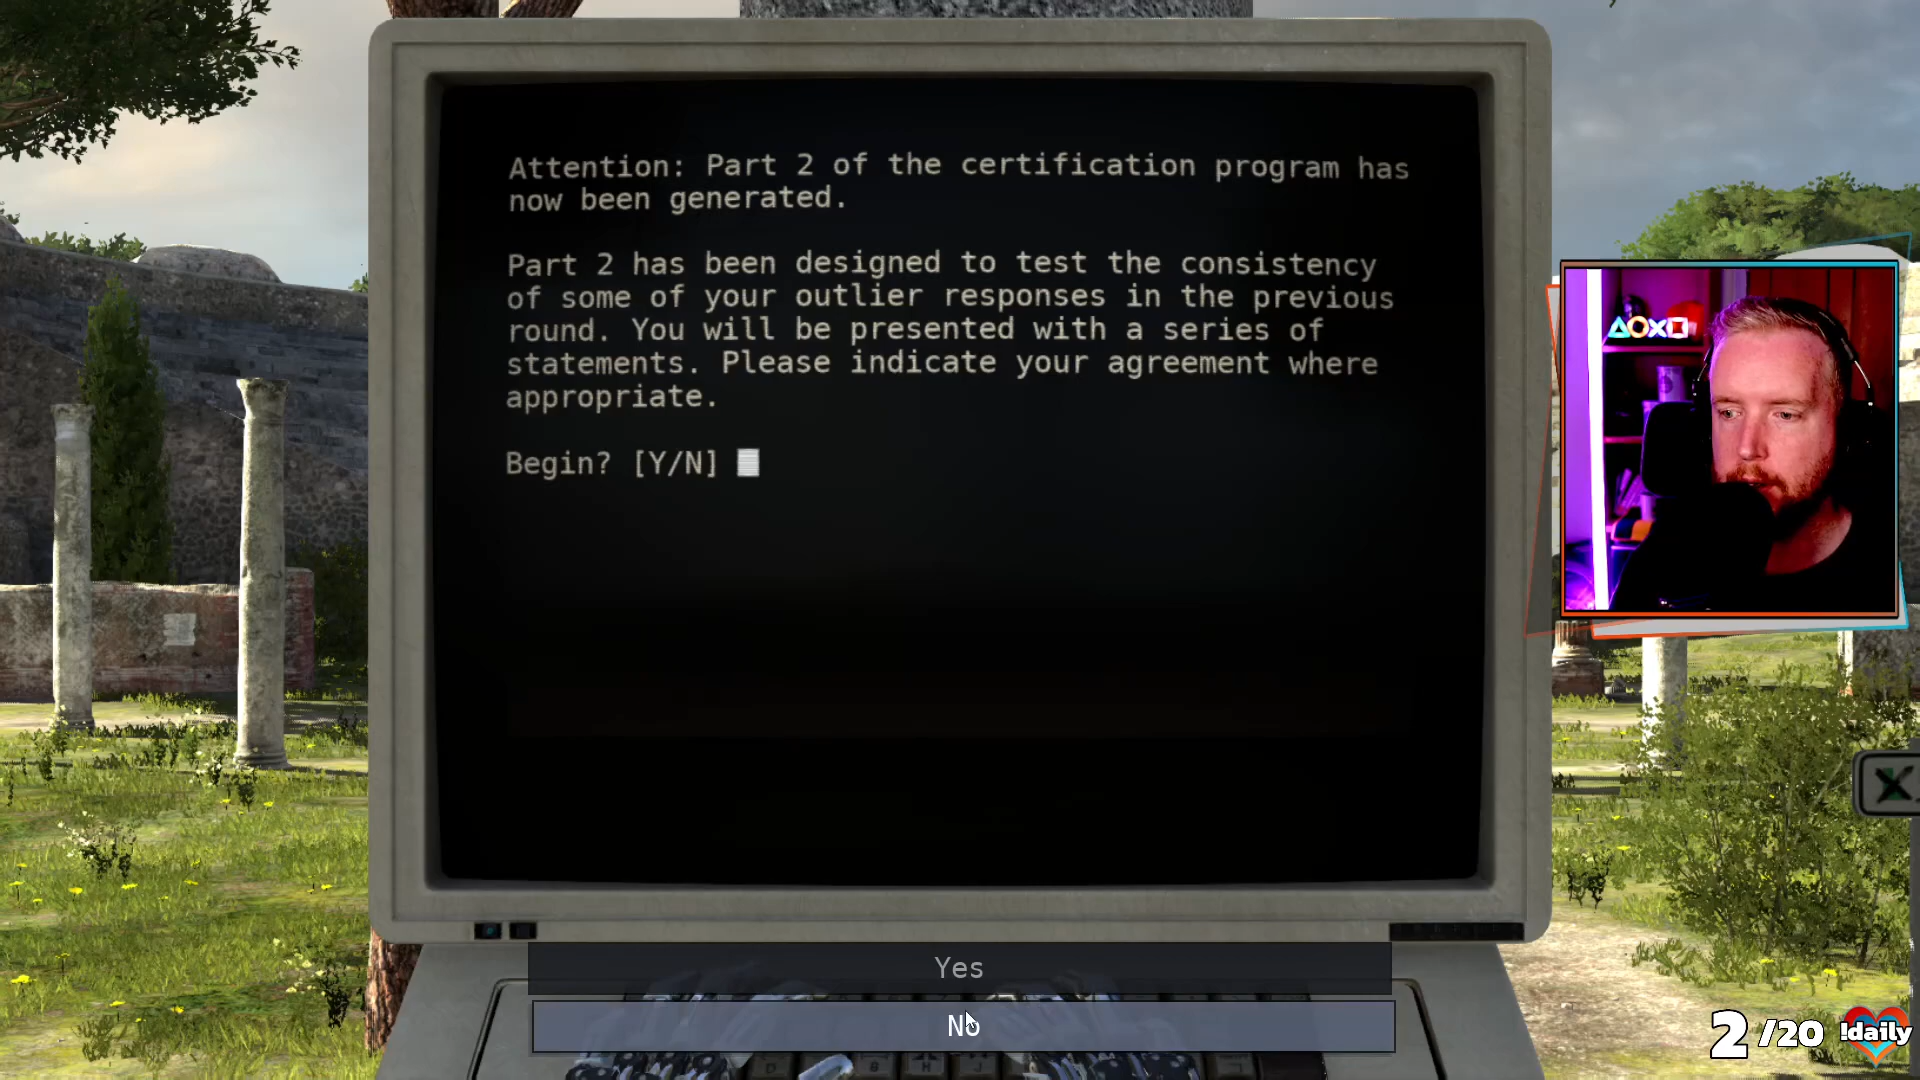 Attention: Part 2 of the certification program has
now been generated.
Part 2 has been designed to test the consistency
of some of your outlier responses in the previous
round. You will be presented with a series of
statements. Please indicate your agreement where
appropriate.
Begin? [Y/N]
Yes
No
2/20 !daily